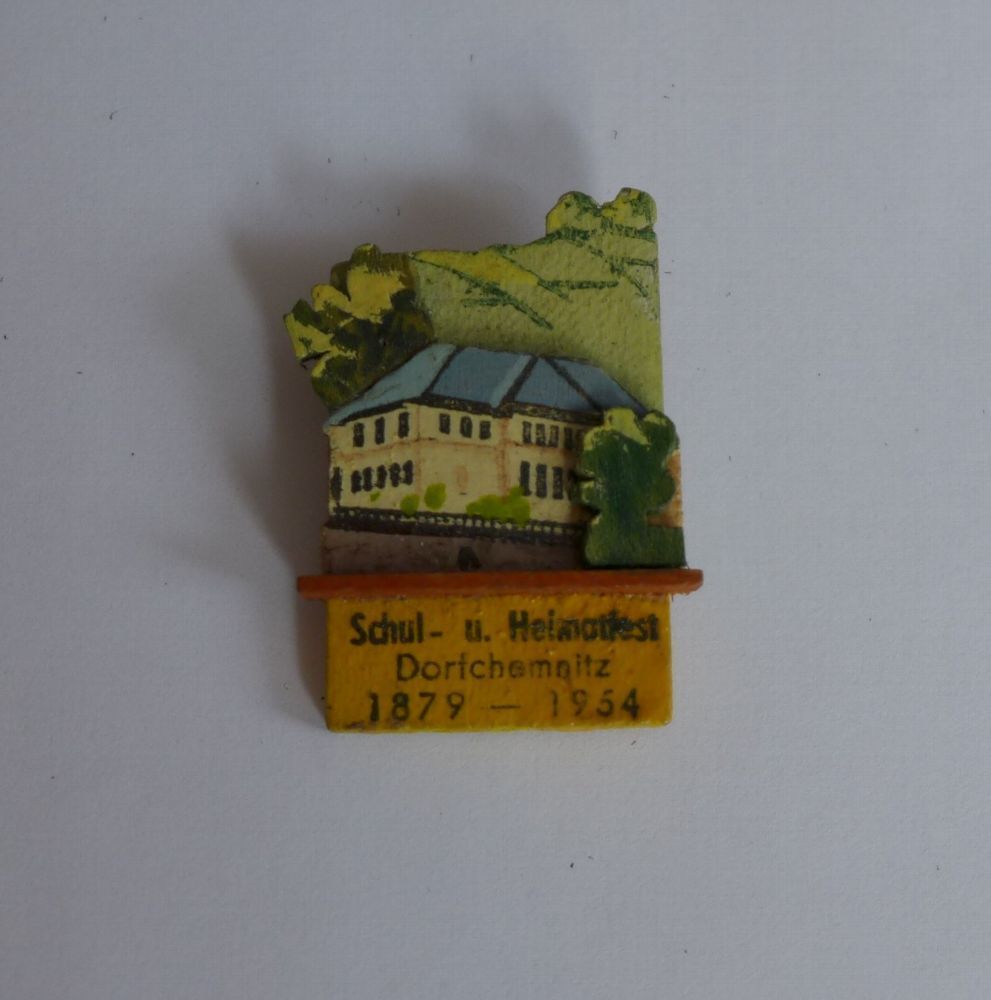 Schul- u. Heimatfest
Dorfchemnitz
1879 — 1954